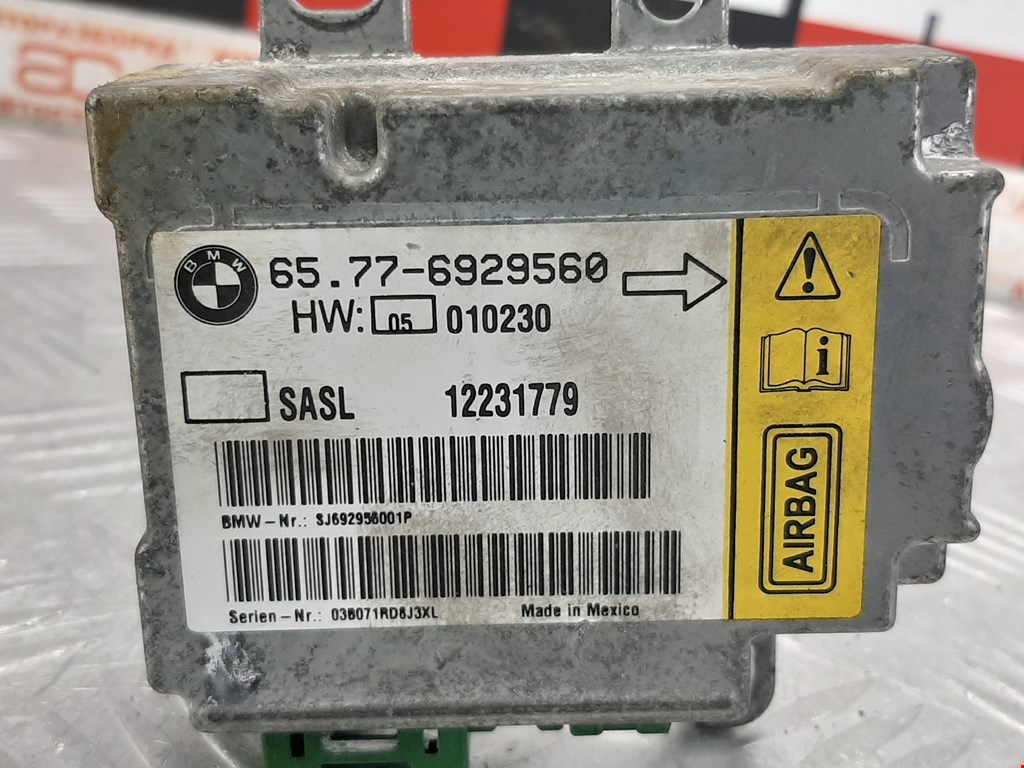 BMW
65.77-6929560
HW: 05 010230
SASL 12231779
BMW-Nr.: SJ692956001P
Serien-Nr.: 036071RD6J3XL Made in Mexico
i
AIRBAG